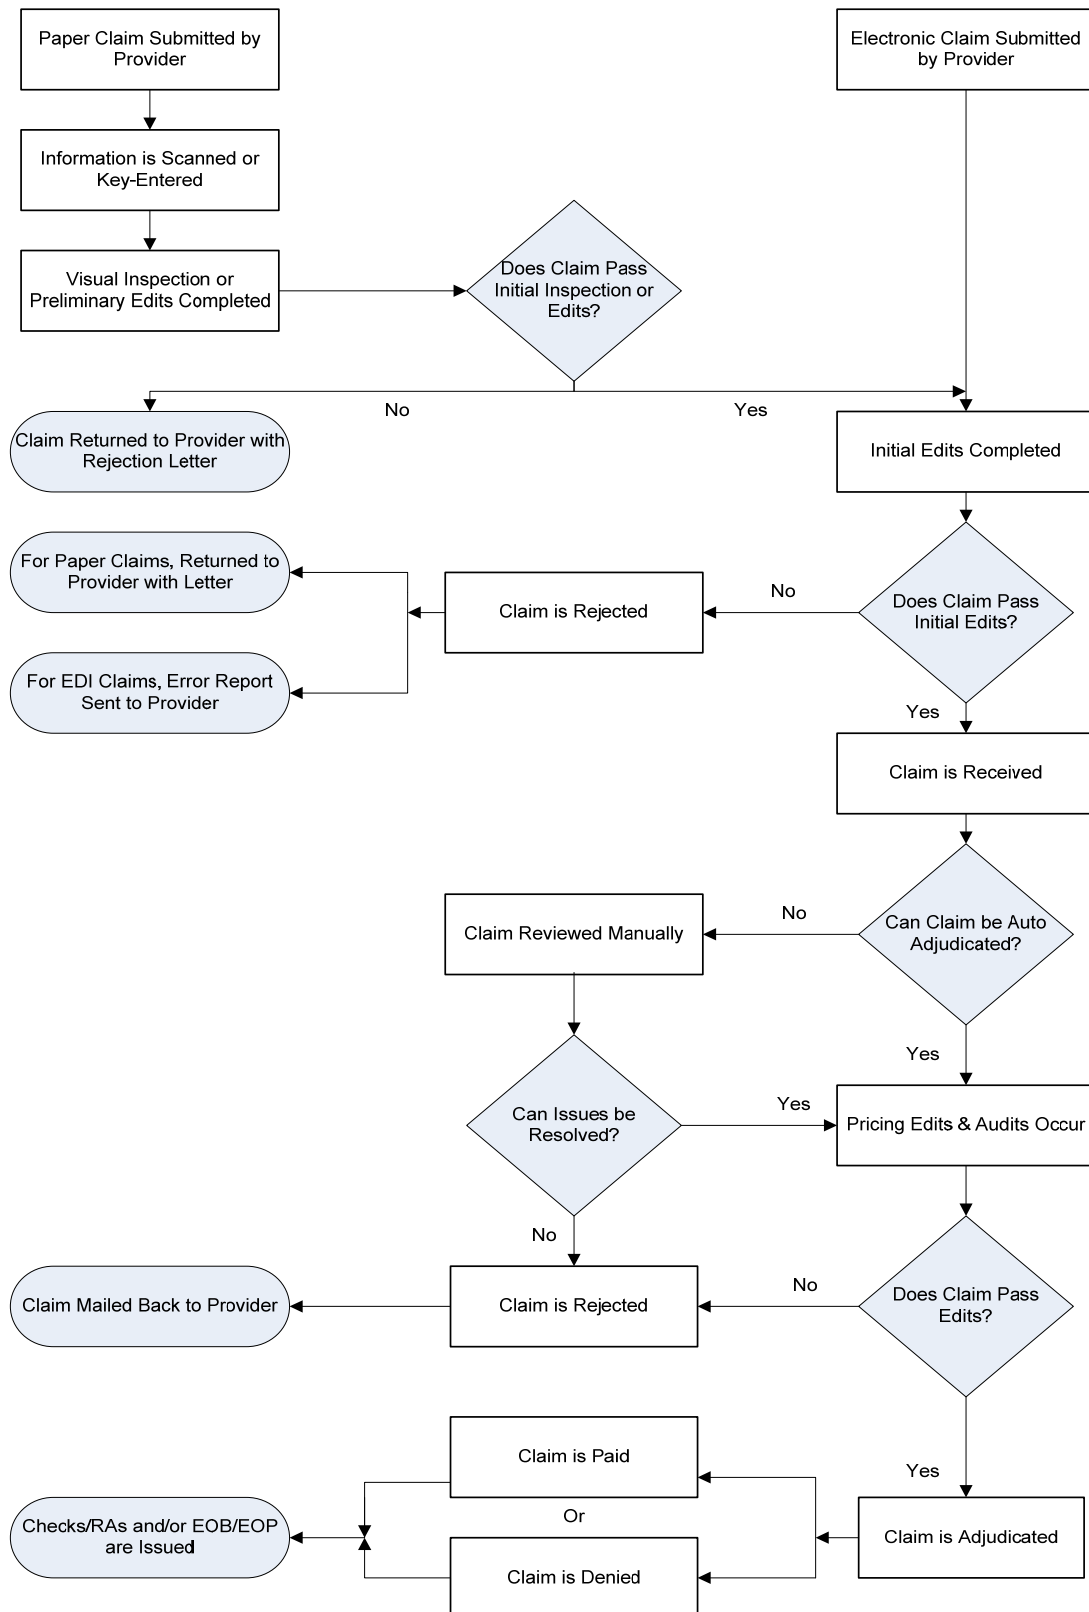 Paper Claim Submitted by
Provider
Electronic Claim Submitted
by Provider
Information is Scanned or
Key-Entered
Visual Inspection or
Preliminary Edits Completed
Does Claim Pass
Initial Inspection or
Edits?
No
Yes
Claim Returned to Provider with
Rejection Letter
Initial Edits Completed
For Paper Claims, Returned to
Provider with Letter
Claim is Rejected
No
Does Claim Pass
Initial Edits?
For EDI Claims, Error Report
Sent to Provider
Yes
Claim is Received
Claim Reviewed Manually
No
Can Claim be Auto
Adjudicated?
Yes
Can Issues be
Resolved?
Yes
Pricing Edits & Audits Occur
No
Claim Mailed Back to Provider
Claim is Rejected
No
Does Claim Pass
Edits?
Claim is Paid
Yes
Checks/RAs and/or EOB/EOP
are Issued
Or
Claim is Adjudicated
Claim is Denied